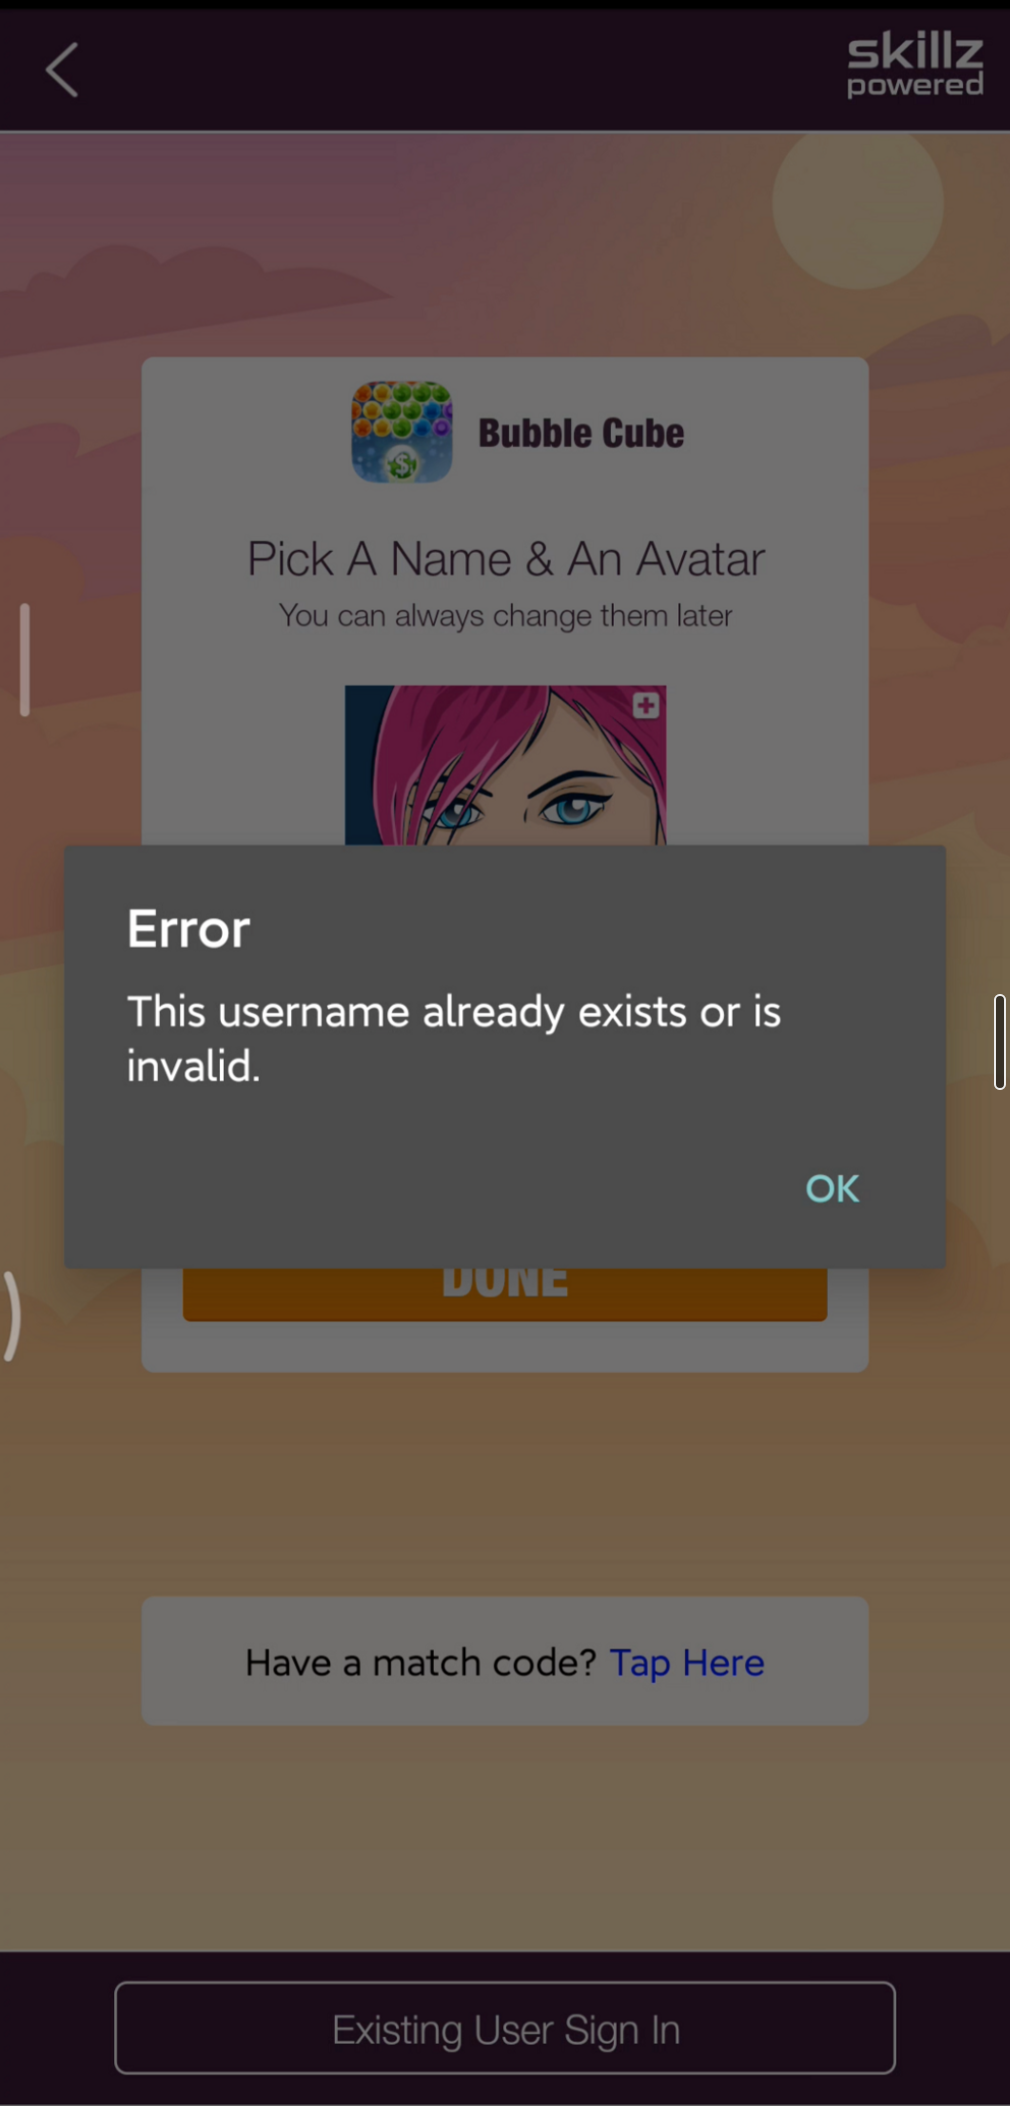 skillz
powered
Bubble Cube
Pick A Name & An Avatar
You can always change them later
Error
This username already exists or is
invalid.
OK
DONE
Have a match code? Tap Here
Existing User Sign In